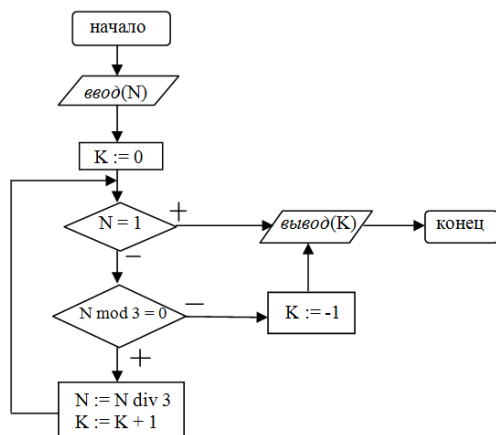 начало
ввод(N)
K := 0
N = 1
+
вывод(K)
конец
−
N mod 3 = 0
−
K := -1
+
N := N div 3
K := K + 1